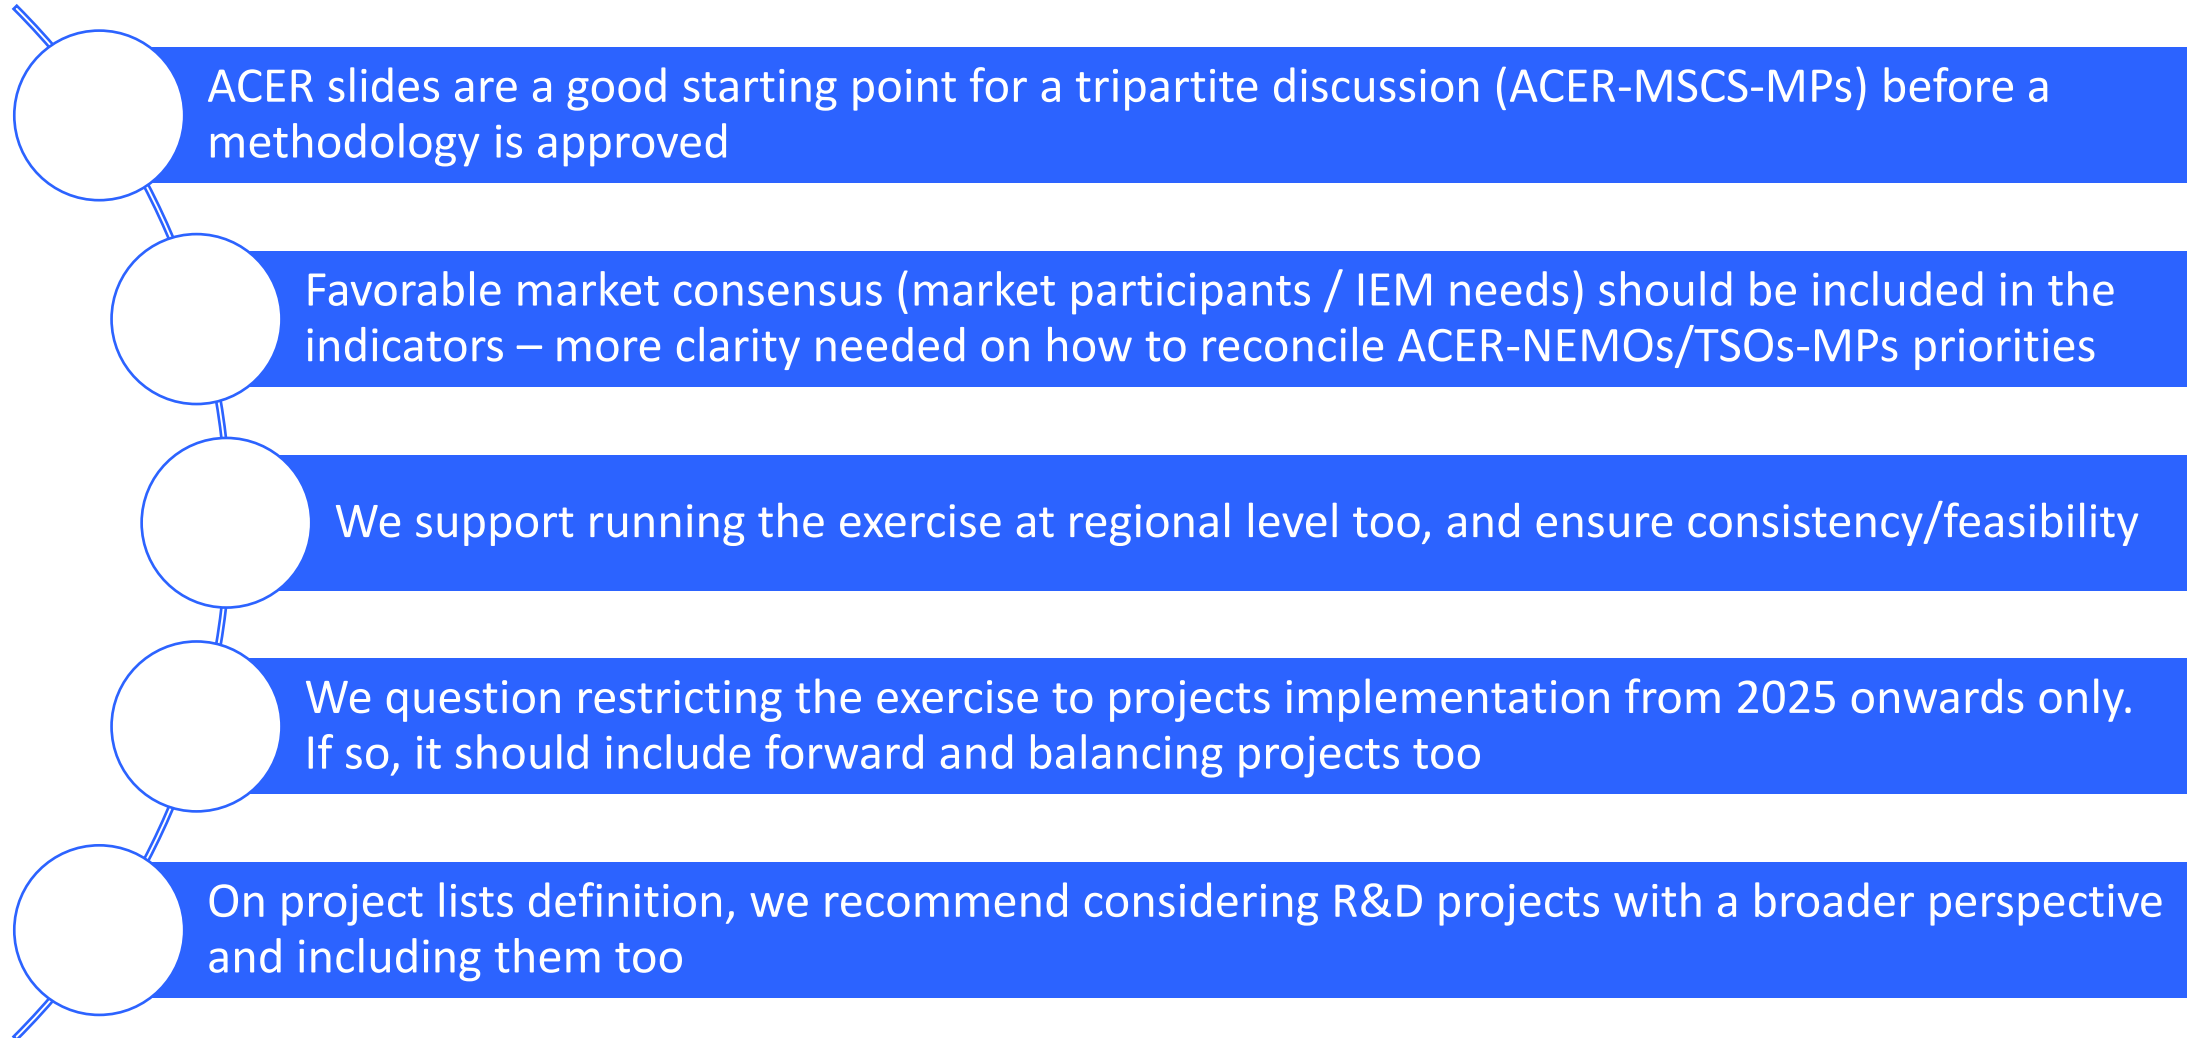 ACER slides are a good starting point for a tripartite discussion (ACER-MSCS-MPs) before a
methodology is approved
Favorable market consensus (market participants / IEM needs) should be included in the
indicators – more clarity needed on how to reconcile ACER-NEMOs/TSOs-MPs priorities
We support running the exercise at regional level too, and ensure consistency/feasibility
We question restricting the exercise to projects implementation from 2025 onwards only.
If so, it should include forward and balancing projects too
On project lists definition, we recommend considering R&D projects with a broader perspective
and including them too